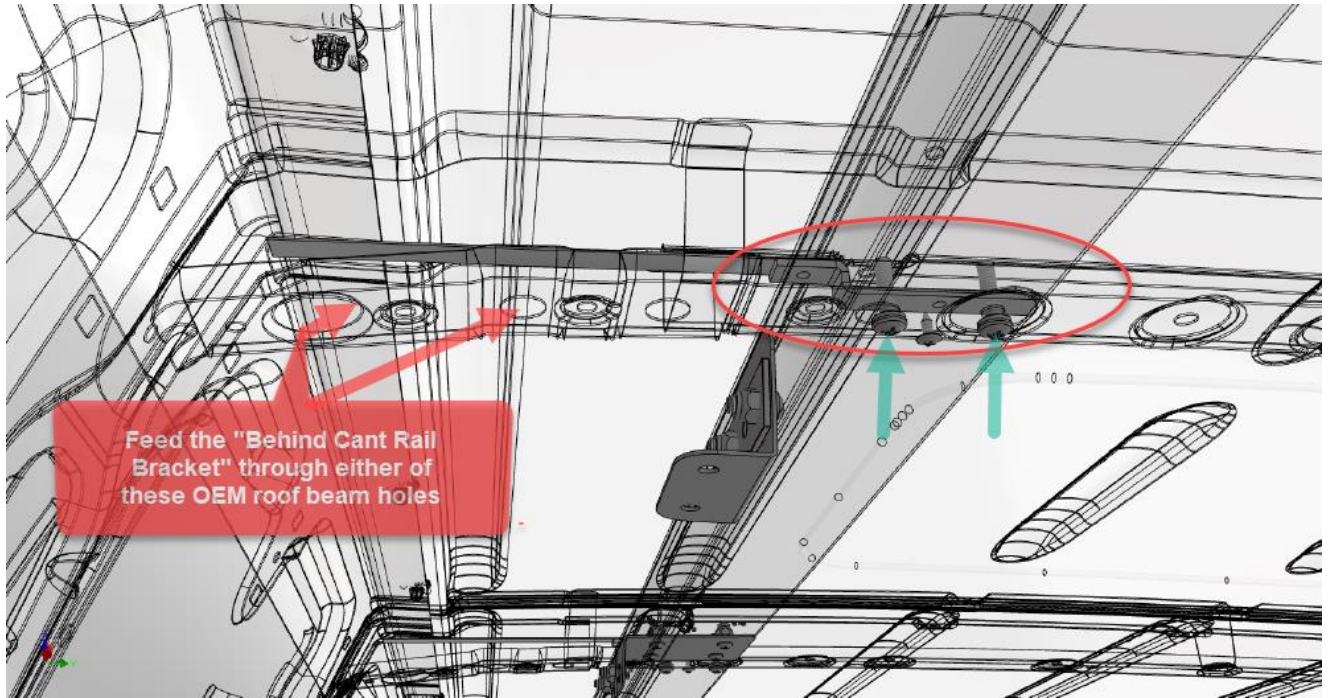 Feed the "Behind Cant Rail
Bracket" through either of
these OEM roof beam holes